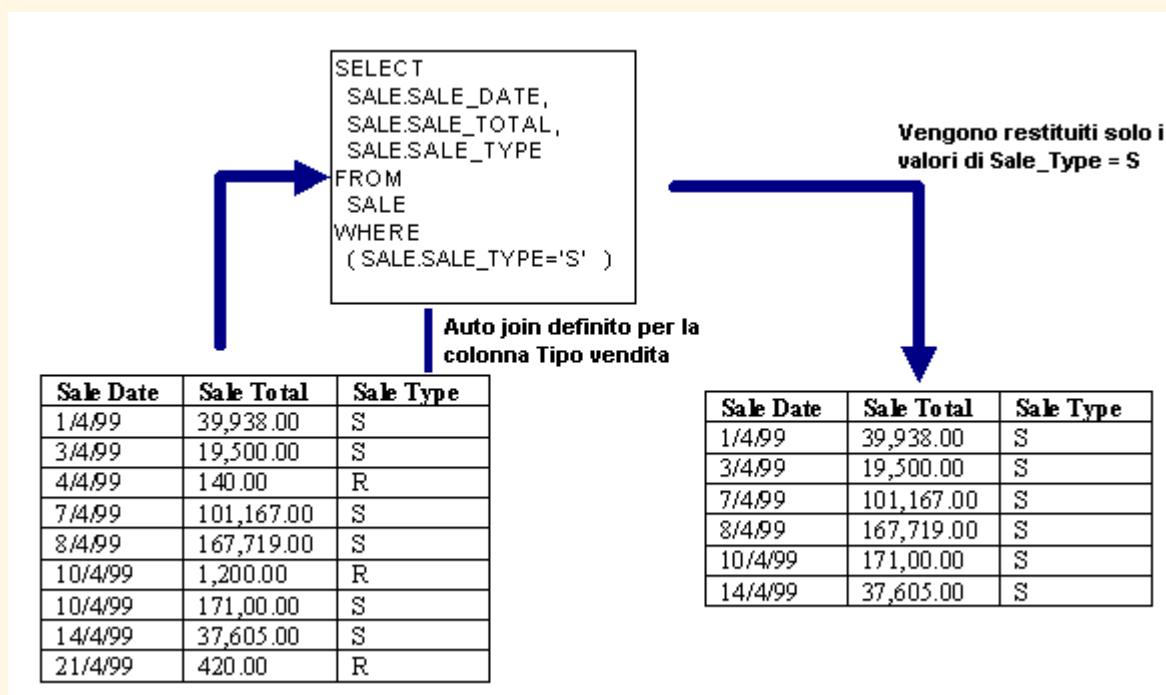 SELECT
SALE.SALE_DATE,
SALE.SALE_TOTAL,
SALE.SALE_TYPE
FROM
SALE
WHERE
( SALE.SALE_TYPE='S' )
Vengono restituiti solo i
valori di Sale_Type = S
Auto join definito per la
colonna Tipo vendita
Sale Date Sale Total Sale Type
1/4/99 39,938.00 S
3/4/99 19,500.00 S
4/4/99 140.00 R
7/4/99 101,167.00 S
8/4/99 167,719.00 S
10/4/99 1,200.00 R
10/4/99 171,00.00 S
14/4/99 37,605.00 S
21/4/99 420.00 R
Sale Date Sale Total Sale Type
1/4/99 39,938.00 S
3/4/99 19,500.00 S
7/4/99 101,167.00 S
8/4/99 167,719.00 S
10/4/99 171,00.00 S
14/4/99 37,605.00 S